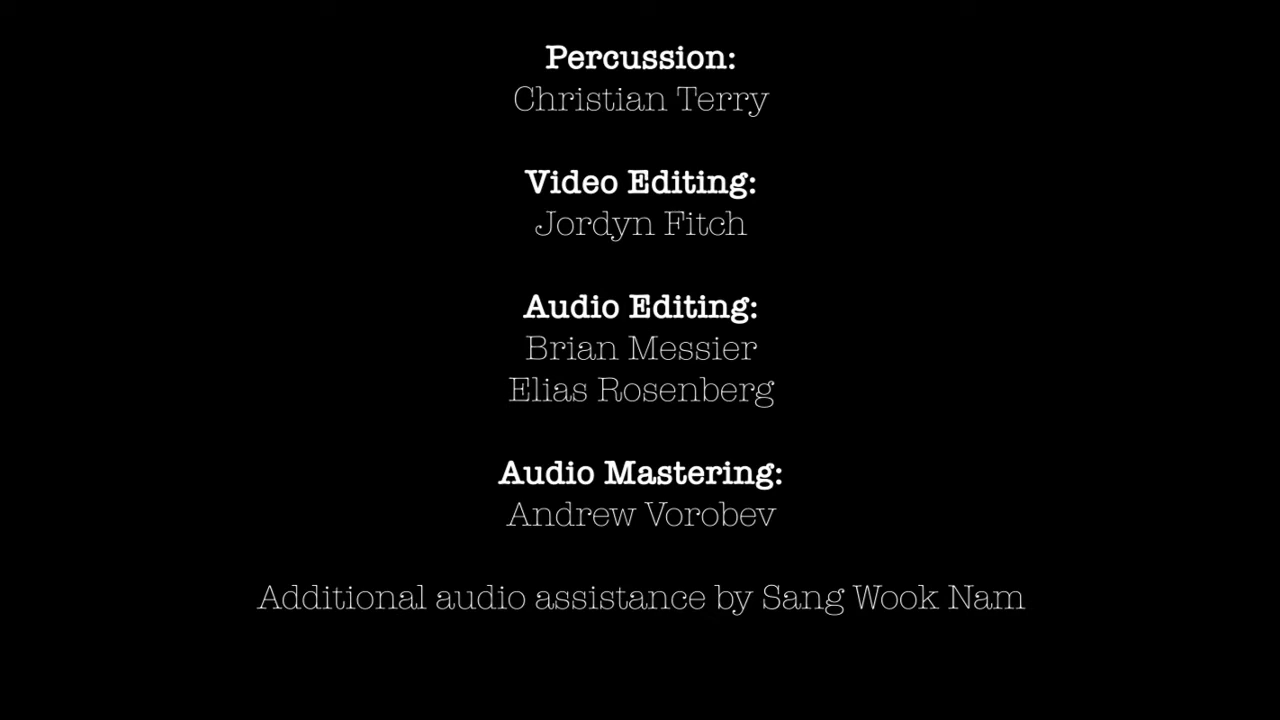 Percussion:
Christian Terry
Video Editing:
Jordyn Fitch
Audio Editing:
Brian Messier
Elias Rosenberg
Audio Mastering:
Andrew Vorobev
Additional audio assistance by Sang Wook Nam